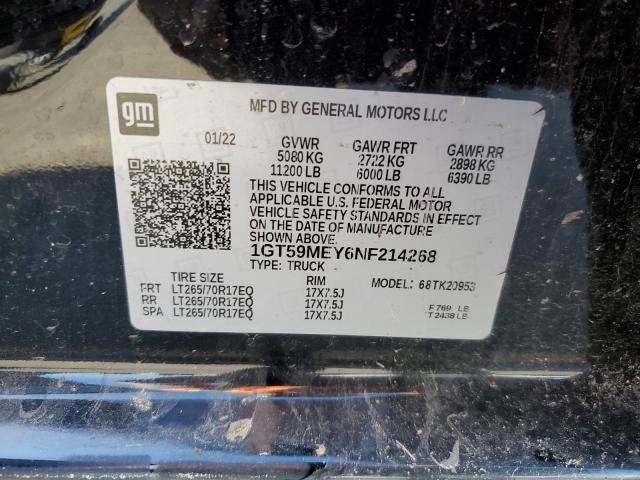 gm
MFD BY GENERAL MOTORS LLC
01/22 GVWR GAWR FRT GAWR RR
5080 KG 2722 KG 2898 KG
11200 LB 6000 LB 6390 LB
THIS VEHICLE CONFORMS TO ALL
APPLICABLE U.S. FEDERAL MOTOR
VEHICLE SAFETY STANDARDS IN EFFECT
ON THE DATE OF MANUFACTURE
SHOWN ABOVE.
1GT59MEY6NF214268
TYPE: TRUCK MODEL: 68TK20953
TIRE SIZE RIM
FRT LT265/70R17EQ 17X7.5J
RR LT265/70R17EQ 17X7.5J F 769 LB
SPA LT265/70R17EQ 17X7.5J T 2438 LB